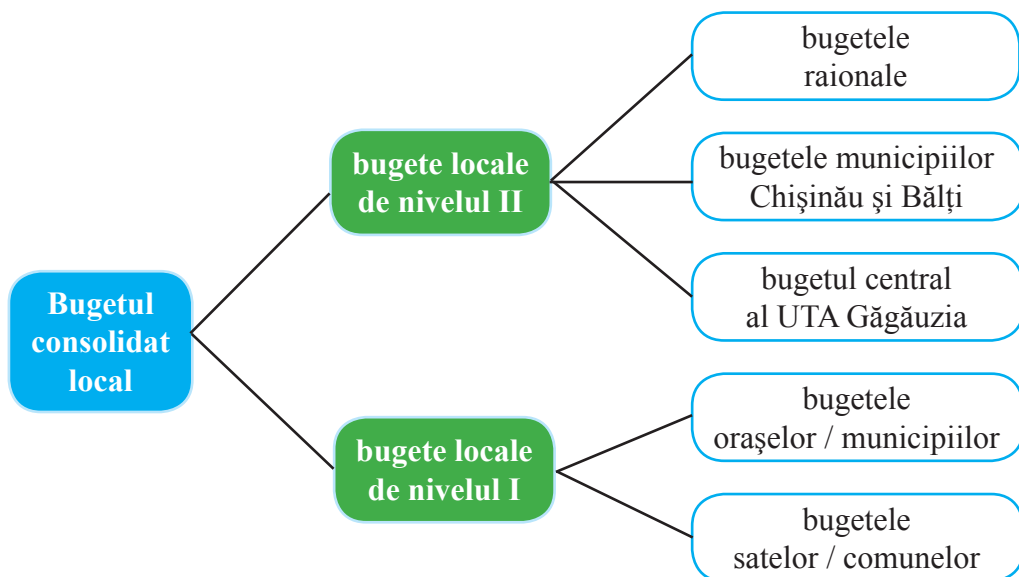 Bugetul
consolidat
local
bugete locale
de nivelul II
bugetele
raionale
bugetele municipiilor
Chişinău şi Bălți
bugetul central
al UTA Găgăuzia
bugete locale
de nivelul I
bugetele
oraşelor / municipiilor
bugetele
satelor / comunelor